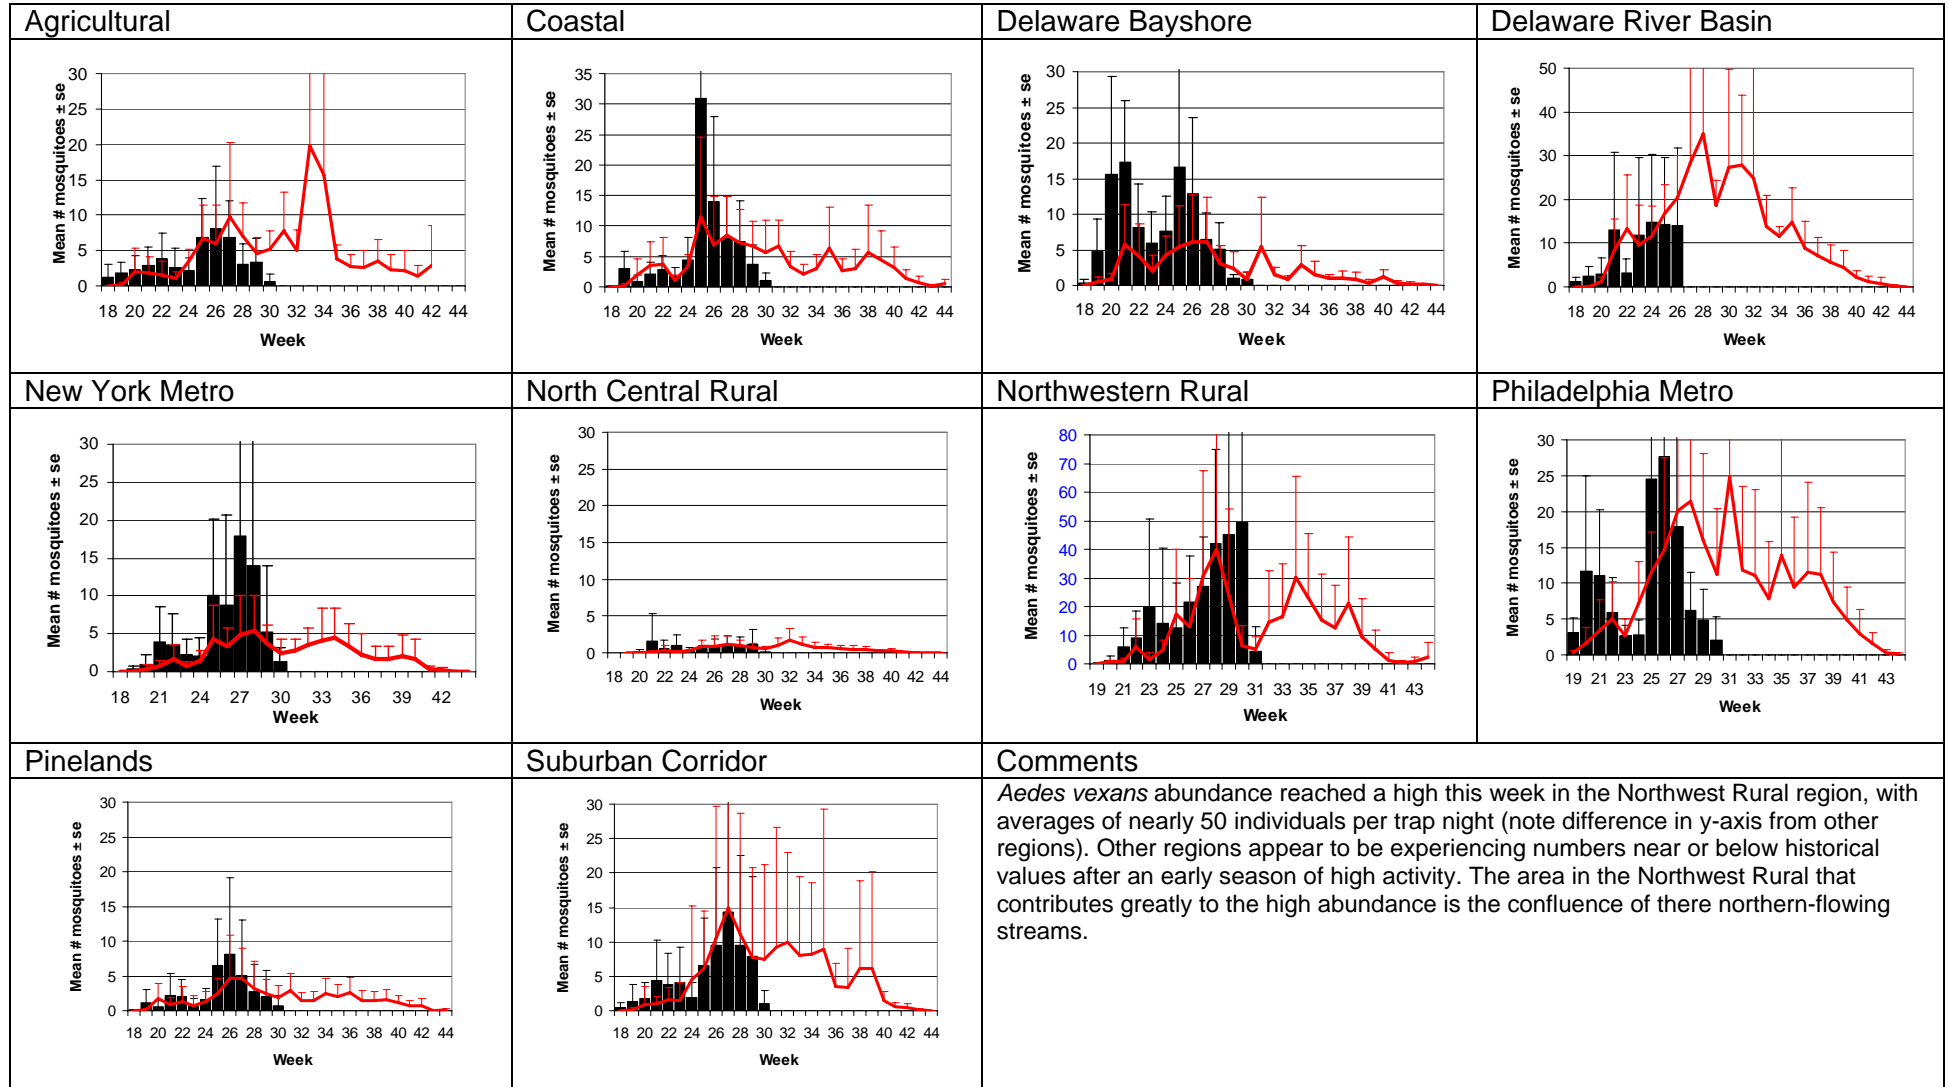 Agricultural
Coastal
Delaware Bayshore
Delaware River Basin
Mean # mosquitoes ± se
30
25
20
15
10
5
0
18 20 22 24 26 28 30 32 34 36 38 40 42 44
Week
Mean # mosquitoes ± se
35
30
25
20
15
10
5
0
18 20 22 24 26 28 30 32 34 36 38 40 42 44
Week
Mean # mosquitoes ± se
30
25
20
15
10
5
0
18 20 22 24 26 28 30 32 34 36 38 40 42 44
Week
Mean # mosquitoes ± se
50
40
30
20
10
0
18 20 22 24 26 28 30 32 34 36 38 40 42 44
Week
New York Metro
North Central Rural
Northwestern Rural
Philadelphia Metro
Mean # mosquitoes ± se
30
25
20
15
10
5
0
18 21 24 27 30 33 36 39 42
Week
Mean # mosquitoes ± se
30
25
20
15
10
5
0
18 20 22 24 26 28 30 32 34 36 38 40 42 44
Week
Mean # mosquitoes ± se
80
70
60
50
40
30
20
10
0
19 21 23 25 27 29 31 33 35 37 39 41 43
Week
Mean # mosquitoes ± se
30
25
20
15
10
5
0
19 21 23 25 27 29 31 33 35 37 39 41 43
Week
Pinelands
Suburban Corridor
Comments
Mean # mosquitoes ± se
30
25
20
15
10
5
0
18 20 22 24 26 28 30 32 34 36 38 40 42 44
Week
Mean # mosquitoes ± se
30
25
20
15
10
5
0
18 20 22 24 26 28 30 32 34 36 38 40 42 44
Week
Aedes vexans abundance reached a high this week in the Northwest Rural region, with
averages of nearly 50 individuals per trap night (note difference in y-axis from other
regions). Other regions appear to be experiencing numbers near or below historical
values after an early season of high activity. The area in the Northwest Rural that
contributes greatly to the high abundance is the confluence of there northern-flowing
streams.